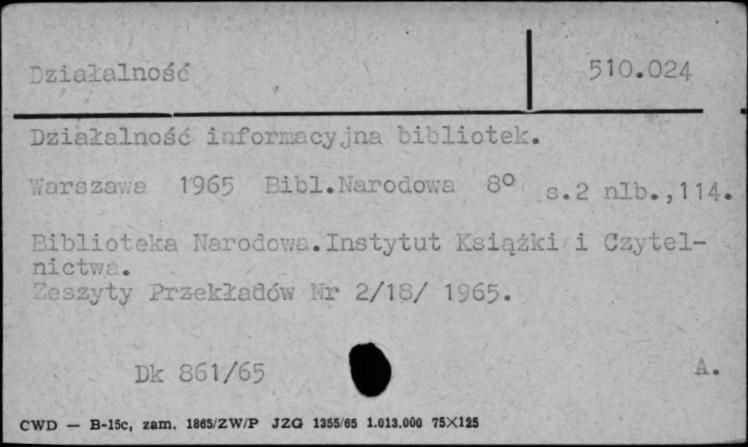 Działalność 510.024
Działalność informacyjna bibliotek.
Warszawa 1965 Bibl.Narodowa 8° s.2 nlb.,114.
Biblioteka Narodowa.Instytut Książki i Czytel-
nictwa.
Zeszyty Przekładów Nr 2/18/ 1965.
Dk 861/65 A.
CWD — B-15c, zam. 1865/ZW/P JZG 1355/65 1.013.000 75×125